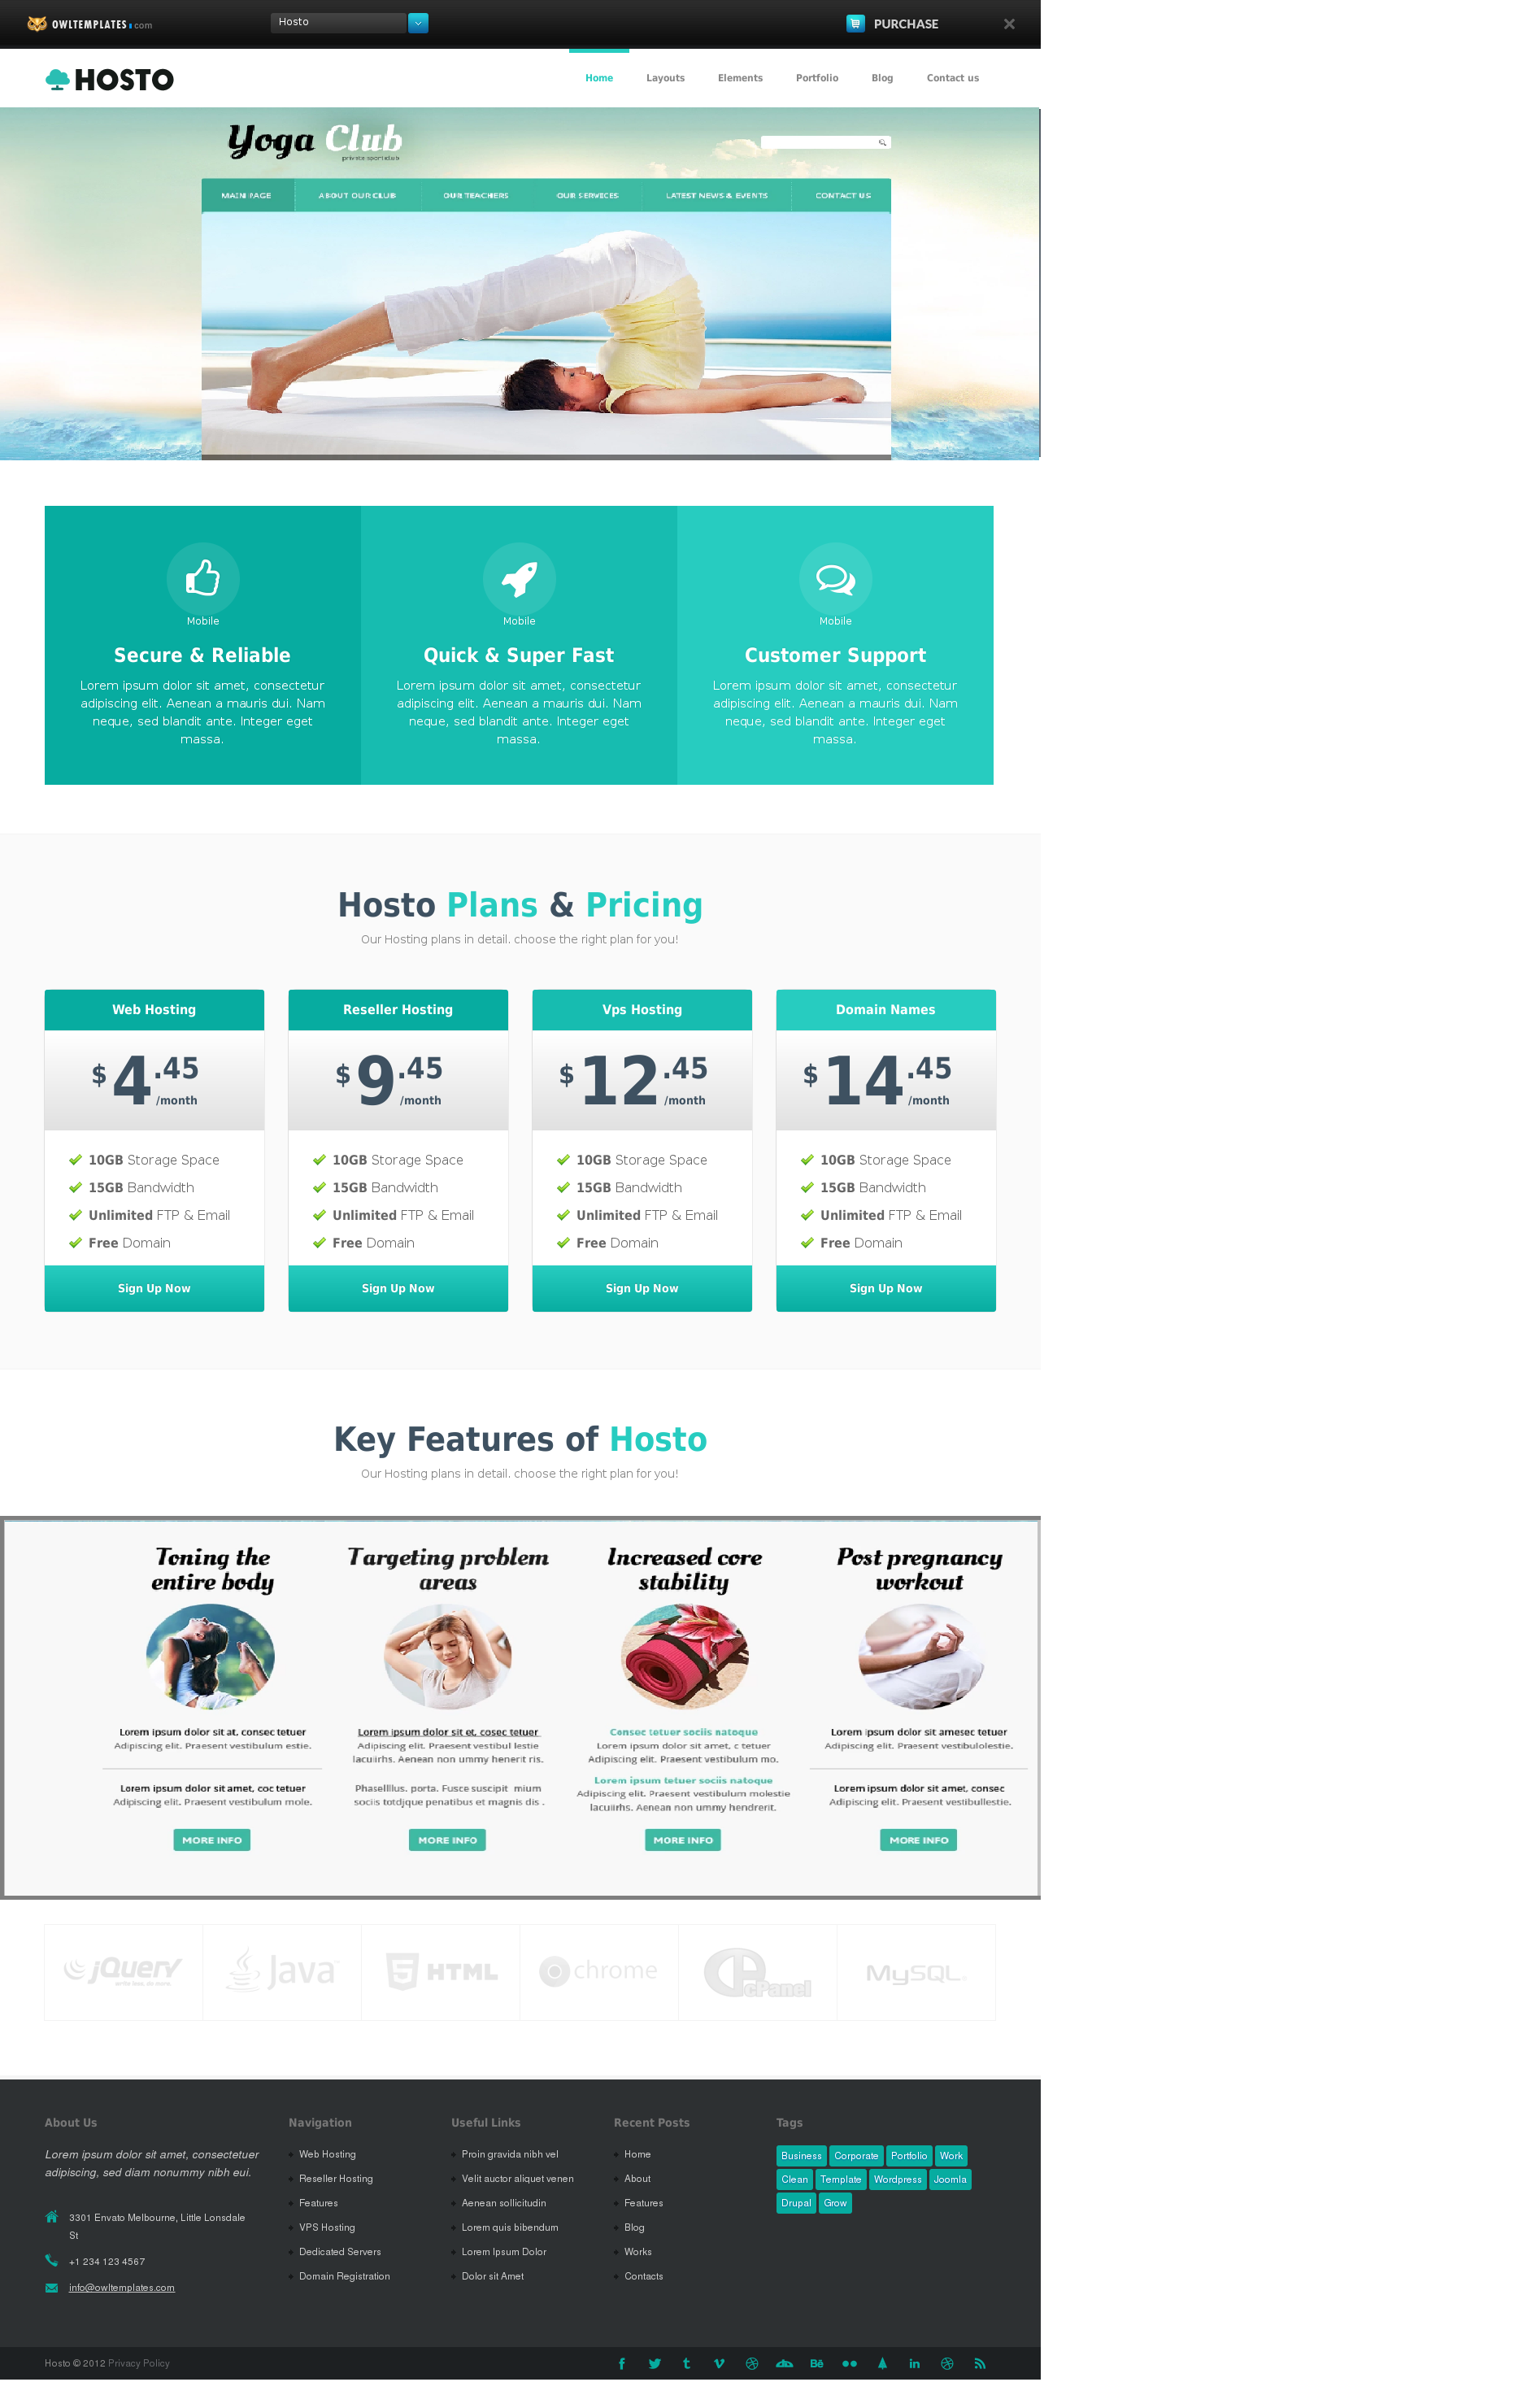 OWLTEMPLATES.com
Hosto
PURCHASE
HOSTO
Home Layouts Elements Portfolio Blog Contact us
Yoga Club
private sportclub
MAIN PAGE ABOUT OUR CLUB OUR TEACHERS OUR SERVICES LATEST NEWS & EVENTS CONTACT US
Mobile
Secure & Reliable
Lorem ipsum dolor sit amet, consectetur
adipiscing elit. Aenean a mauris dui. Nam
neque, sed blandit ante. Integer eget
massa.
Mobile
Quick & Super Fast
Lorem ipsum dolor sit amet, consectetur
adipiscing elit. Aenean a mauris dui. Nam
neque, sed blandit ante. Integer eget
massa.
Mobile
Customer Support
Lorem ipsum dolor sit amet, consectetur
adipiscing elit. Aenean a mauris dui. Nam
neque, sed blandit ante. Integer eget
massa.
Hosto Plans & Pricing
Our Hosting plans in detail. choose the right plan for you!
Web Hosting
$4.45
/month
10GB Storage Space
15GB Bandwidth
Unlimited FTP & Email
Free Domain
Sign Up Now
Reseller Hosting
$9.45
/month
10GB Storage Space
15GB Bandwidth
Unlimited FTP & Email
Free Domain
Sign Up Now
Vps Hosting
$12.45
/month
10GB Storage Space
15GB Bandwidth
Unlimited FTP & Email
Free Domain
Sign Up Now
Domain Names
$14.45
/month
10GB Storage Space
15GB Bandwidth
Unlimited FTP & Email
Free Domain
Sign Up Now
Key Features of Hosto
Our Hosting plans in detail. choose the right plan for you!
Toning the
entire body
Lorem ipsum dolor sit at, consec tetuer
Adipiscing elit. Praesent vestibulum estie.
Lorem ipsum dolor sit amet, coc tetuer
Adipiscing elit. Praesent vestibulum mole.
MORE INFO
Targeting problem
areas
Lorem ipsum dolor sit et, cosec tetuer
Adipiscing elit. Praesent vestibul lestie
lacuiirhs. Aenean non ummy henerit ris.
Phasellllus. porta. Fusce suscipit mium
sociis totdjque penatibus et magnis dis .
MORE INFO
Increased core
stability
Consec tetuer sociis natoque
Lorem ipsum dolor sit amet, c tetuer
Adipiscing elit. Praesent vestibulum mo.
Lorem ipsum tetuer sociis natoque
Adipiscing elit. Praesent vestibulum molestie
lacuiirhs. Aenean non ummy hendrerit.
MORE INFO
Post pregnancy
workout
Lorem ipsum dolor sit amesec tetuer
Adipiscing elit. Praesent vestibulolestie.
Lorem ipsum dolor sit amet, consec
Adipiscing elit. Praesent vestibullestie.
MORE INFO
jQuery
write less, do more.
Java
5 HTML
chrome
cPanel
MySQL
About Us
Lorem ipsum dolor sit amet, consectetuer
adipiscing, sed diam nonummy nibh eui.
3301 Envato Melbourne, Little Lonsdale
St
+1 234 123 4567
info@owltemplates.com
Navigation
Web Hosting
Reseller Hosting
Features
VPS Hosting
Dedicated Servers
Domain Registration
Useful Links
Proin gravida nibh vel
Velit auctor aliquet venen
Aenean sollicitudin
Lorem quis bibendum
Lorem Ipsum Dolor
Dolor sit Amet
Recent Posts
Home
About
Features
Blog
Works
Contacts
Tags
Business Corporate Portfolio Work
Clean Template Wordpress Joomla
Drupal Grow
Hosto © 2012 Privacy Policy